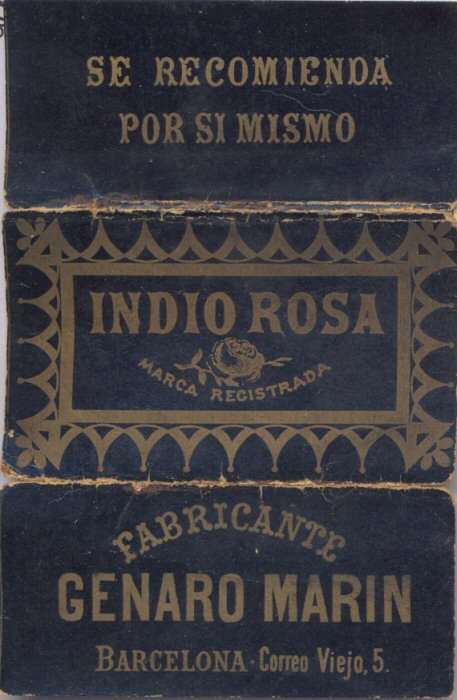 SE RECOMIENDA
POR SI MISMO
INDIO ROSA
MARCA REGISTRADA
FABRICANTE
GENARO MARIN
BARCELONA - Correo Viejo, 5.